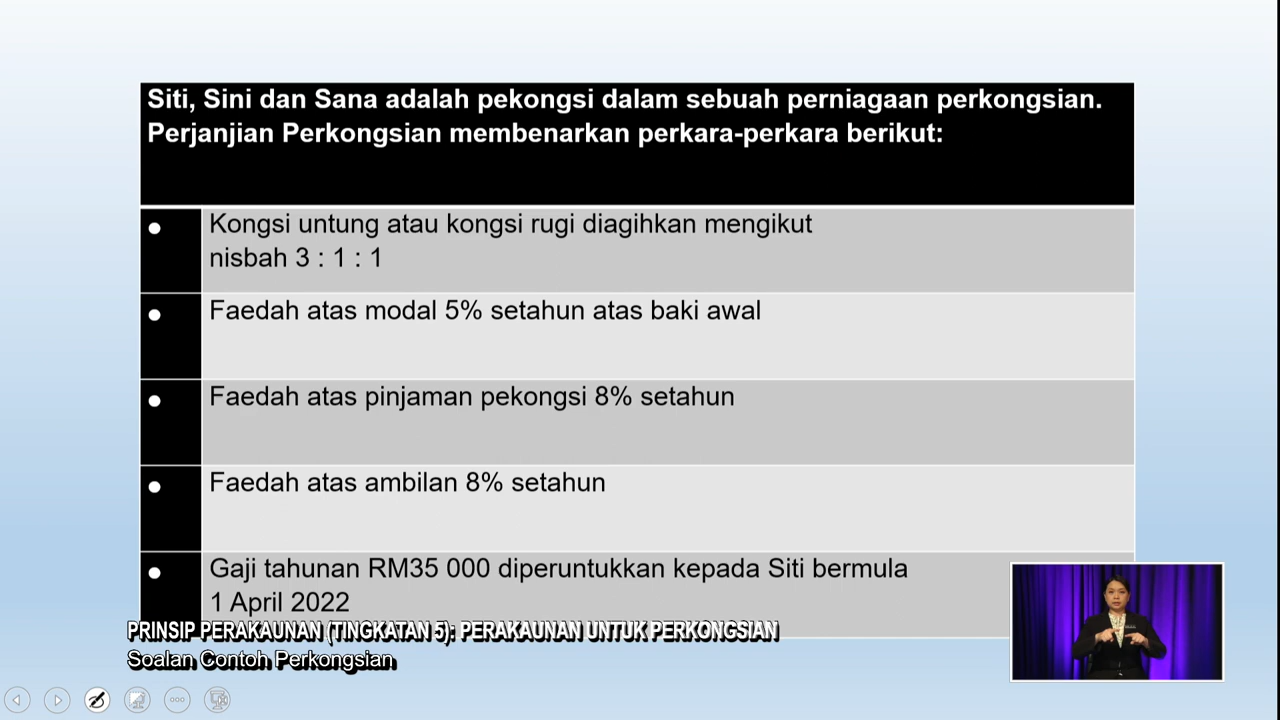 Siti, Sini dan Sana adalah pekongsi dalam sebuah perniagaan perkongsian.
Perjanjian Perkongsian membenarkan perkara-perkara berikut:
• Kongsi untung atau kongsi rugi diagihkan mengikut
nisbah 3 : 1 : 1
• Faedah atas modal 5% setahun atas baki awal
• Faedah atas pinjaman pekongsi 8% setahun
• Faedah atas ambilan 8% setahun
• Gaji tahunan RM35 000 diperuntukkan kepada Siti bermula
1 April 2022
PRINSIP PERAKAUNAN (TINGKATAN 5): PERAKAUNAN UNTUK PERKONGSIAN
Soalan Contoh Perkongsian